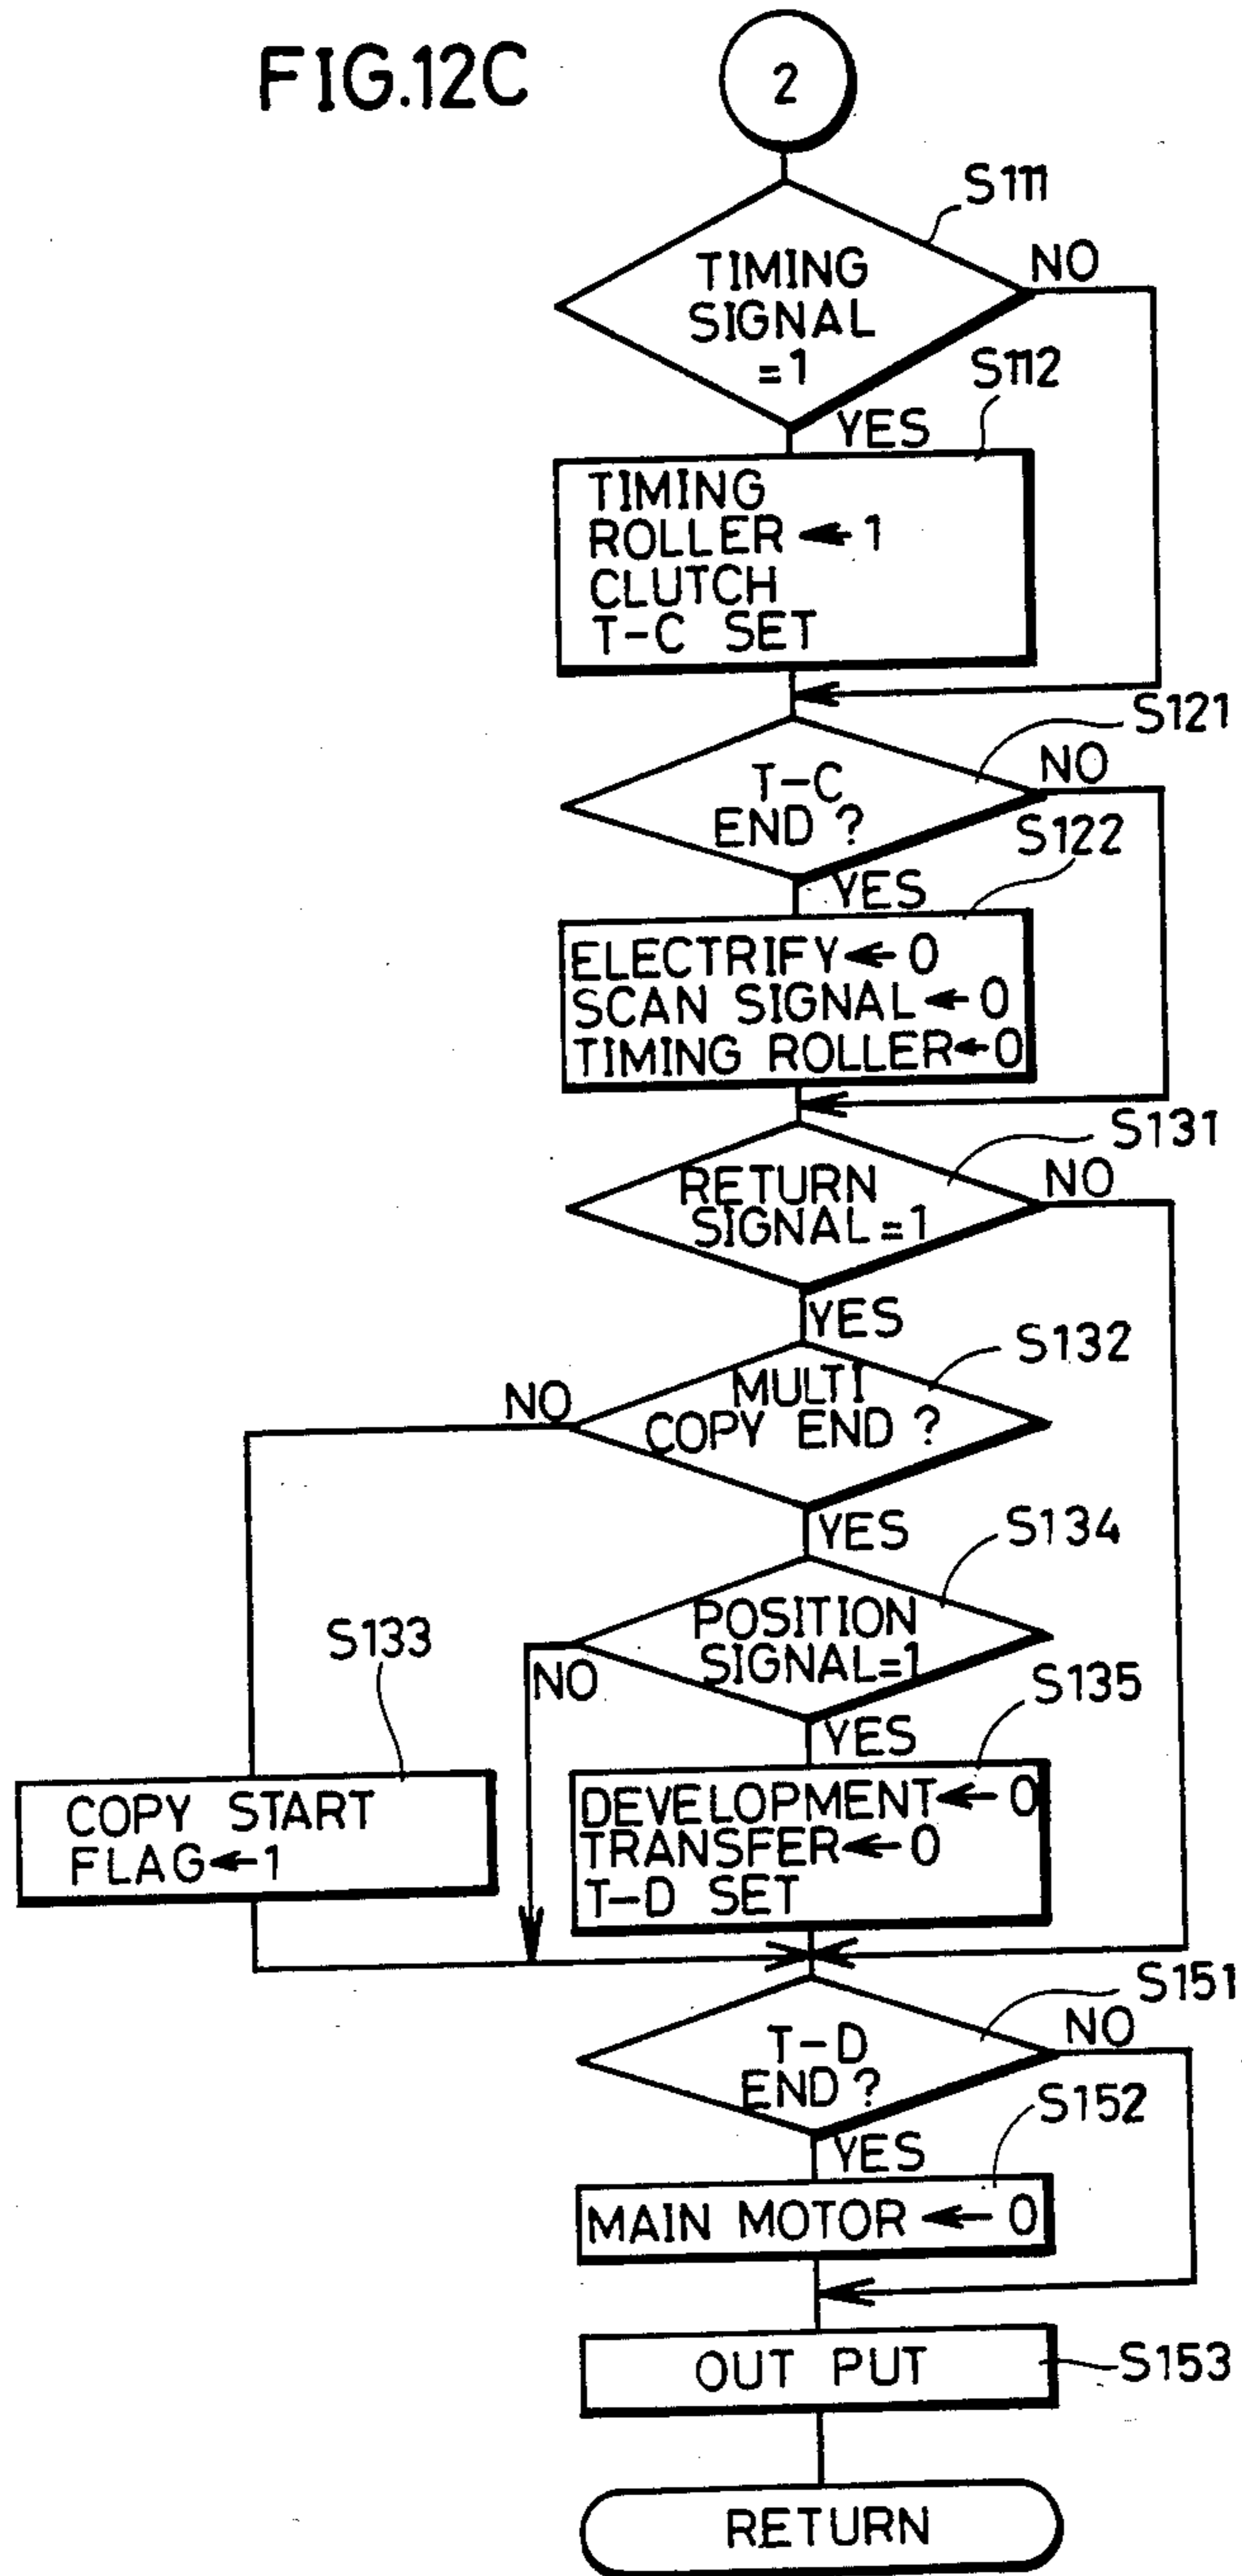 FIG.12C
2
S111
TIMING
SIGNAL
=1
NO
S112
YES
TIMING
ROLLER ← 1
CLUTCH
T-C SET
S121
T-C
END ?
NO
S122
YES
ELECTRIFY ← 0
SCAN SIGNAL ← 0
TIMING ROLLER ← 0
S131
RETURN
SIGNAL =1
NO
YES
S132
MULTI
COPY END ?
NO
YES
S134
POSITION
SIGNAL=1
NO
S133
S135
YES
COPY START
FLAG ← 1
DEVELOPMENT ← 0
TRANSFER ← 0
T-D SET
S151
T-D
END ?
NO
S152
YES
MAIN MOTOR ← 0
OUT PUT
S153
RETURN